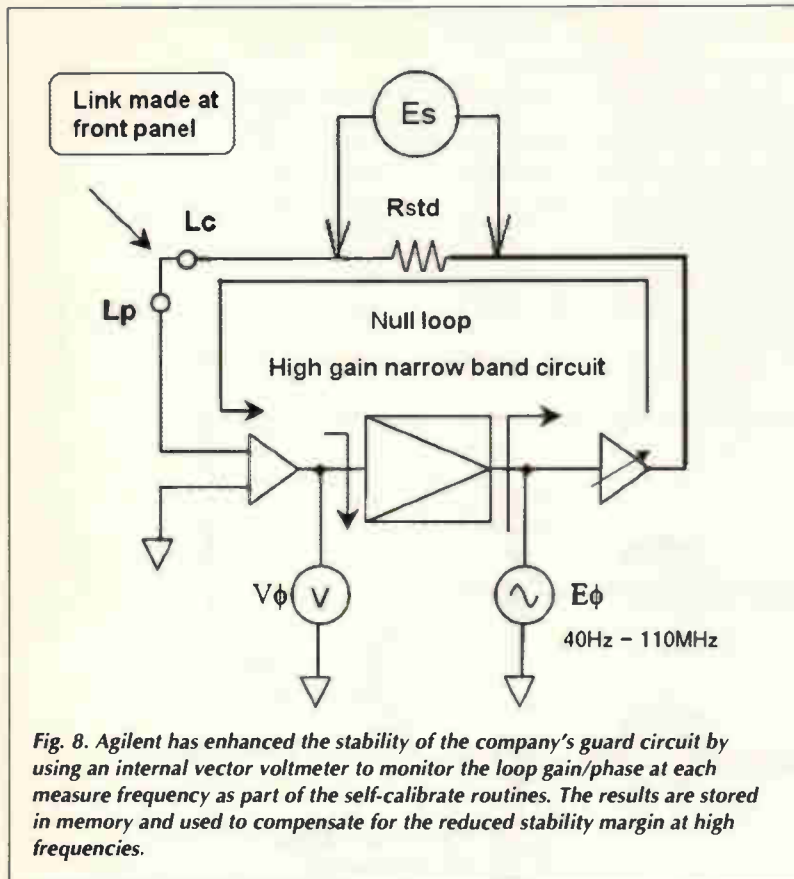 Link made at
front panel
Es
Rstd
Lc
Lp
Null loop
High gain narrow band circuit
Vϕ
V
Eϕ
40Hz – 110MHz
Fig. 8. Agilent has enhanced the stability of the company's guard circuit by
using an internal vector voltmeter to monitor the loop gain/phase at each
measure frequency as part of the self-calibrate routines. The results are stored
in memory and used to compensate for the reduced stability margin at high
frequencies.